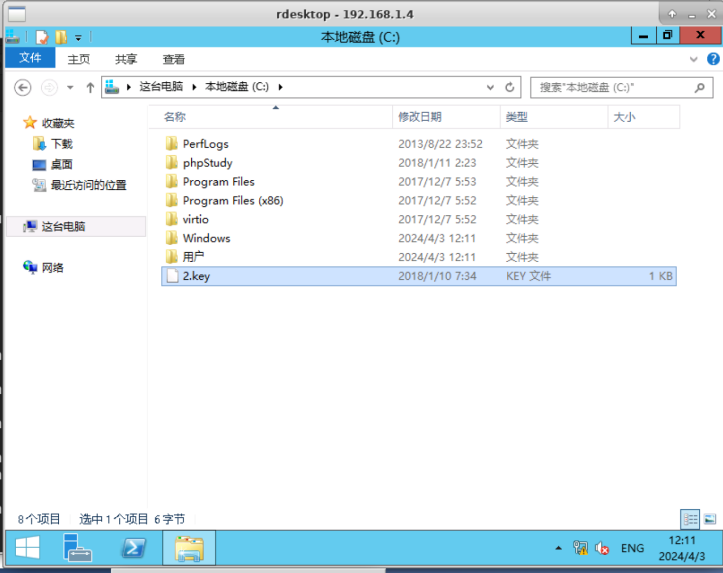 rdesktop - 192.168.1.4
本地磁盘 (C:)
文件 主页 共享 查看
这台电脑 本地磁盘 (C:) 搜索"本地磁盘 (C:)"
名称 修改日期 类型 大小
收藏夹
下载
桌面
最近访问的位置
这台电脑
网络
PerfLogs 2013/8/22 23:52 文件夹
phpStudy 2018/1/11 2:23 文件夹
Program Files 2017/12/7 5:53 文件夹
Program Files (x86) 2017/12/7 5:52 文件夹
virtio 2017/12/7 5:52 文件夹
Windows 2024/4/3 12:11 文件夹
用户 2024/4/3 12:11 文件夹
2.key 2018/1/10 7:34 KEY 文件 1 KB
8个项目 选中1个项目 6字节
ENG 12:11
2024/4/3